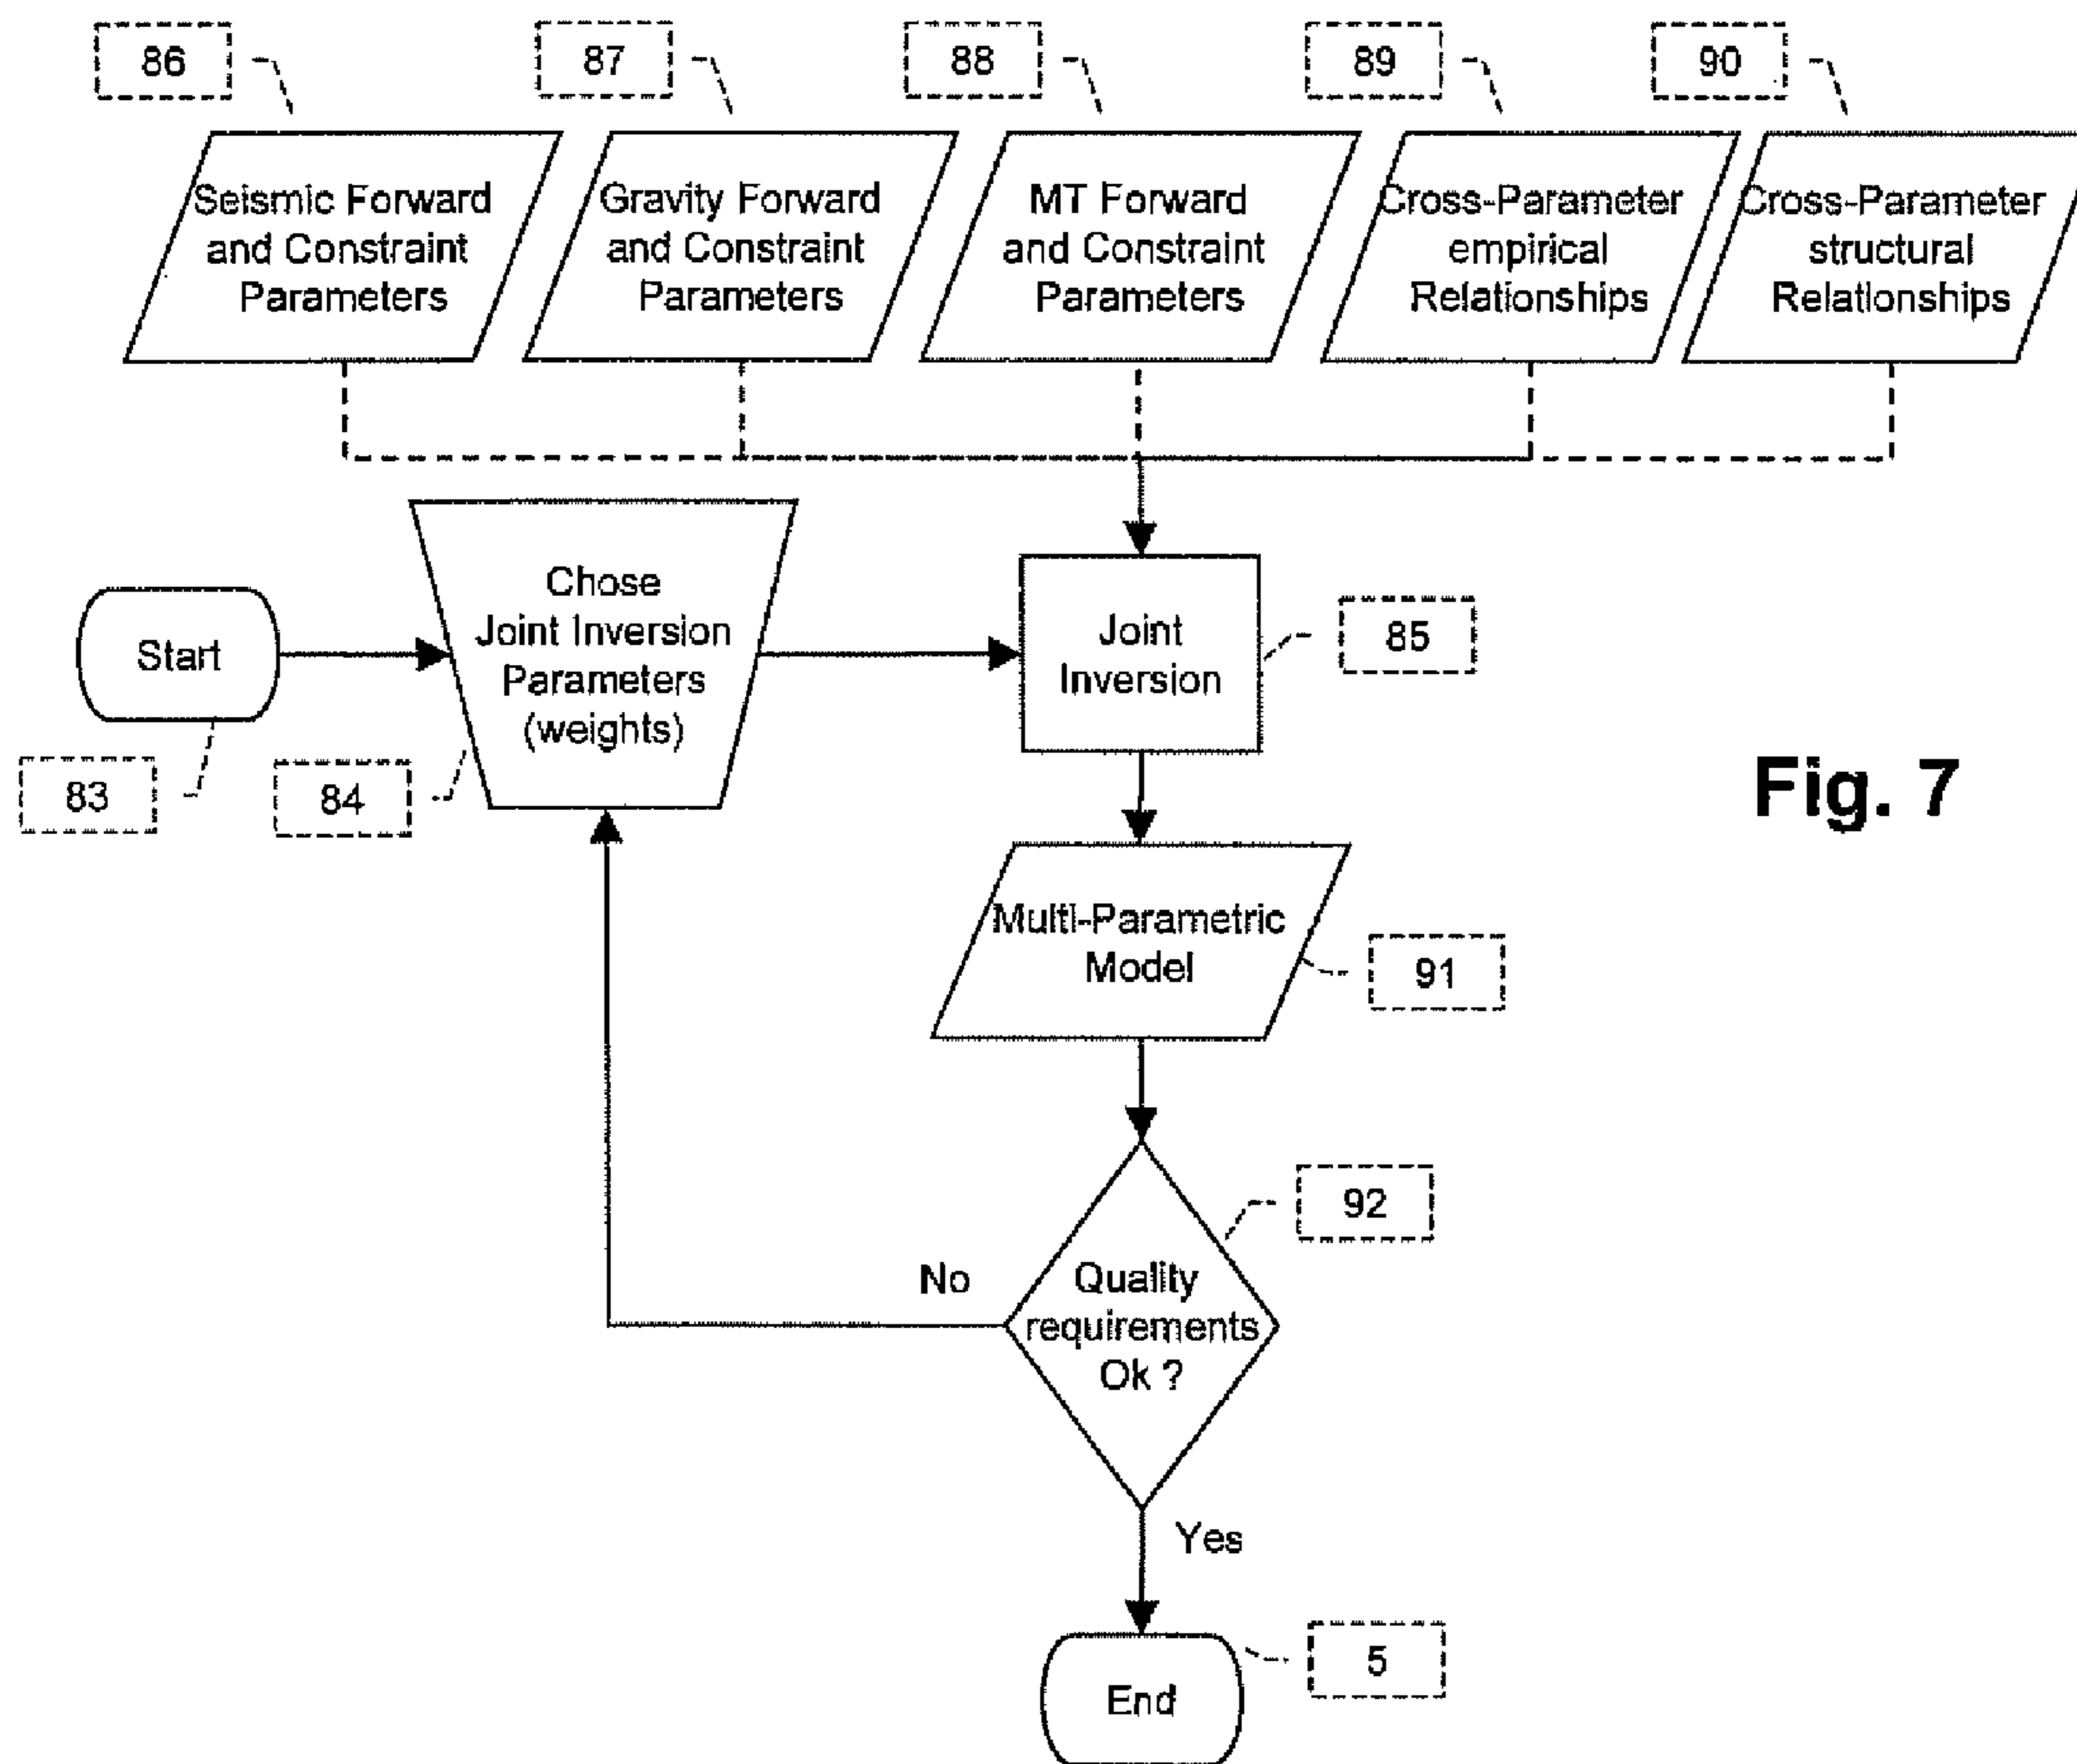 86
87
88
89
90
Seismic Forward
and Constraint
Parameters
Gravity Forward
and Constraint
Parameters
MT Forward
and Constraint
Parameters
Cross-Parameter
empirical
Relationships
Cross-Parameter
structural
Relationships
Start
83
Chose
Joint Inversion
Parameters
(weights)
84
Joint
Inversion
85
Fig. 7
Multi-Parametric
Model
91
Quality
requirements
Ok ?
92
No
Yes
End
5